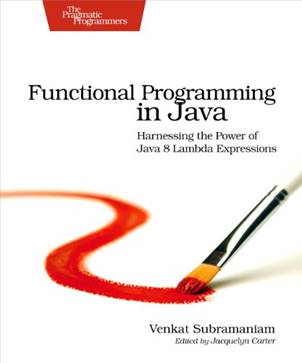 The
Pragmatic
Programmers
Functional Programming
in Java
Harnessing the Power of
Java 8 Lambda Expressions
Venkat Subramaniam
Edited by Jacquelyn Carter